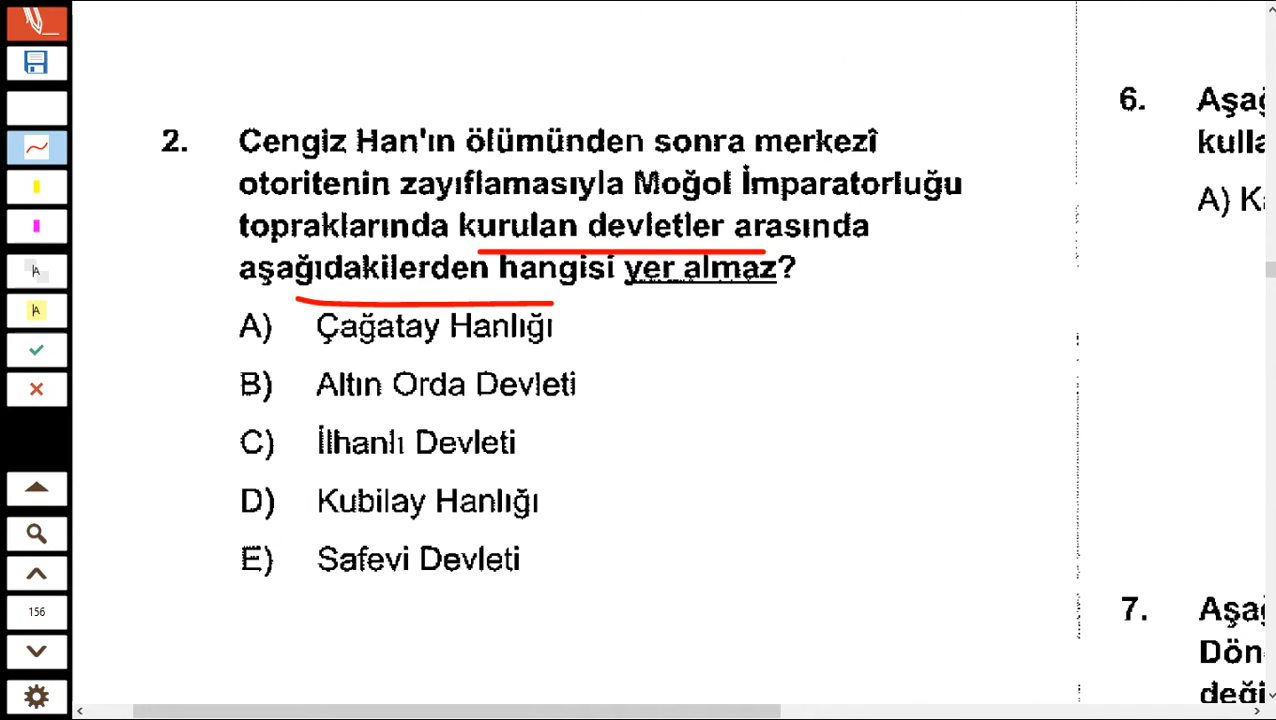 2. Cengiz Han'ın ölümünden sonra merkezî
otoritenin zayıflamasıyla Moğol İmparatorluğu
topraklarında kurulan devletler arasında
aşağıdakilerden hangisi yer almaz?
A) Çağatay Hanlığı
B) Altın Orda Devleti
C) İlhanlı Devleti
D) Kubilay Hanlığı
E) Safevi Devleti
6.
A)
7.
156